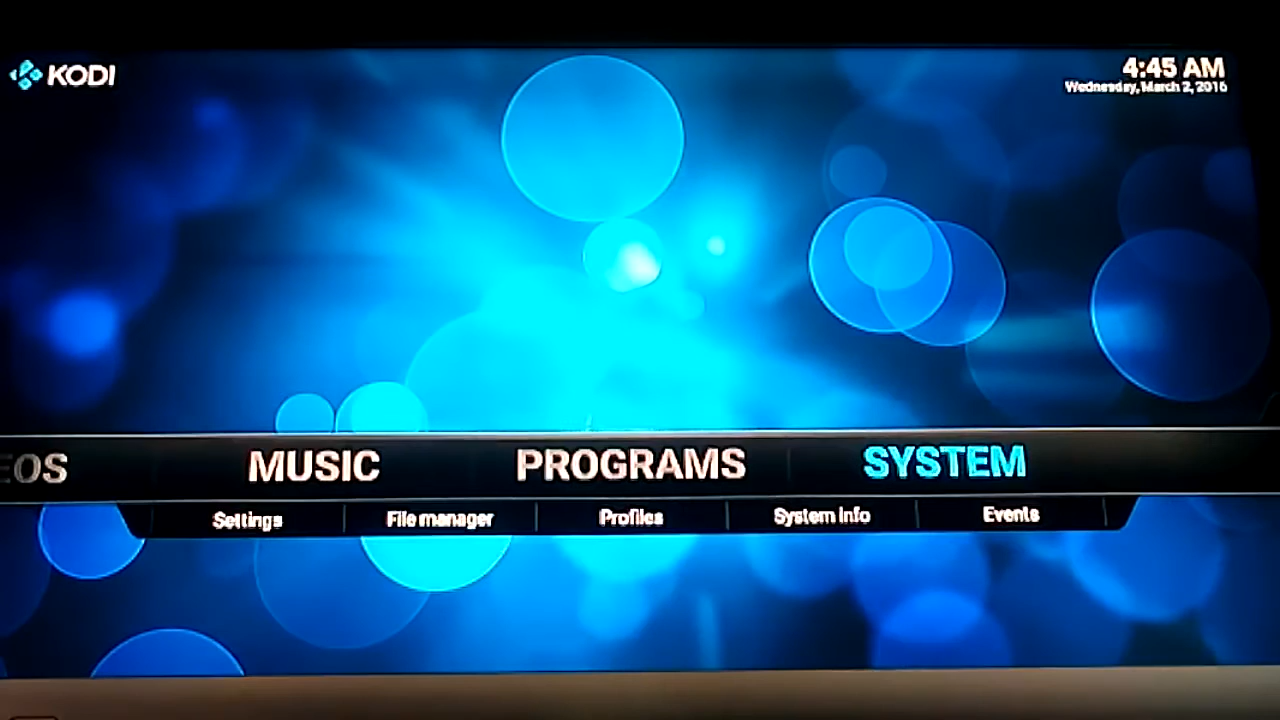 KODI
4:45 AM
Wednesday, March 2, 2016
EOS MUSIC PROGRAMS SYSTEM
Settings File manager Profiles System info Events